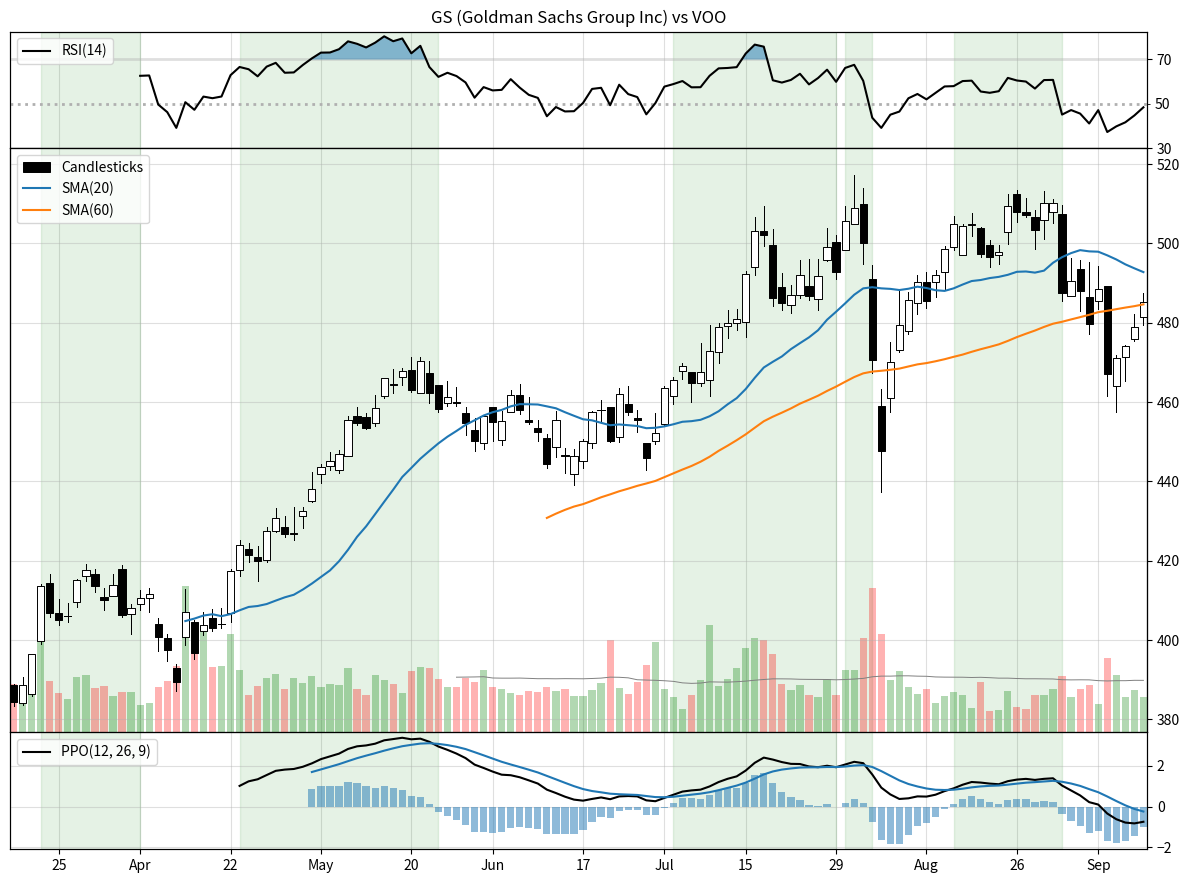 GS (Goldman Sachs Group Inc) vs VOO
RSI(14)
70
50
30
Candlesticks
SMA(20)
SMA(60)
520
500
480
460
440
420
400
380
PPO(12, 26, 9)
2
0
−2
25 Apr 22 May 20 Jun 17 Jul 15 29 Aug 26 Sep